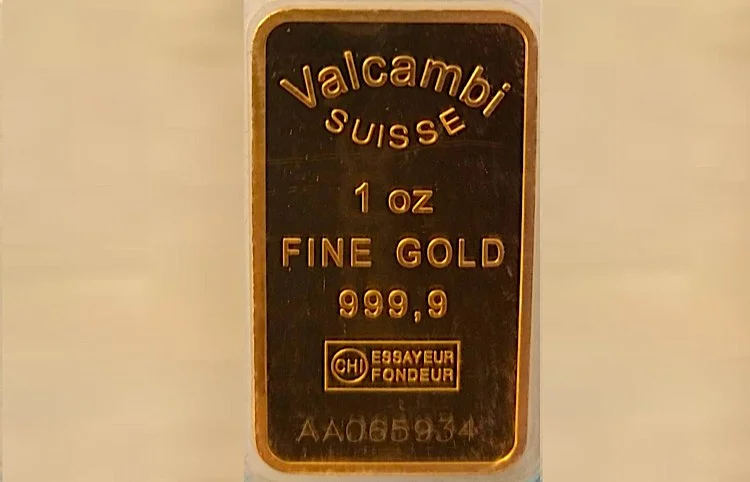 Valcambi
SUISSE
1 oz
FINE GOLD
999,9
CHI ESSAYEUR
FONDEUR
AA065934